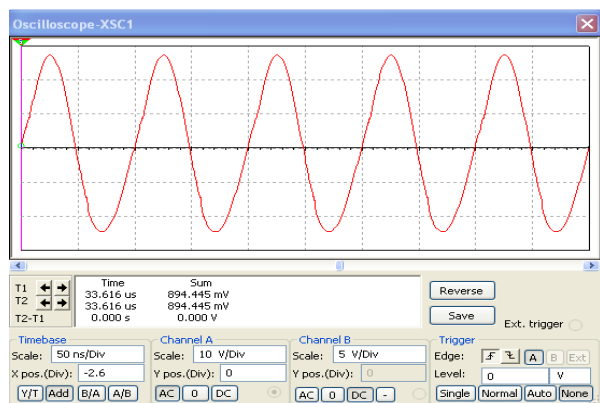 Oscilloscope-XSC1
Time Sum
T1 33.616 us 894.445 mV
T2 33.616 us 894.445 mV
T2-T1 0.000 s 0.000 V
Reverse
Save
Ext. trigger
Timebase
Scale: 50 ns/Div
X pos.(Div): -2.6
Y/T Add B/A A/B
Channel A
Scale: 10 V/Div
Y pos.(Div): 0
AC 0 DC
Channel B
Scale: 5 V/Div
Y pos.(Div): 0
AC 0 DC -
Trigger
Edge: A B Ext
Level: 0 V
Single Normal Auto None